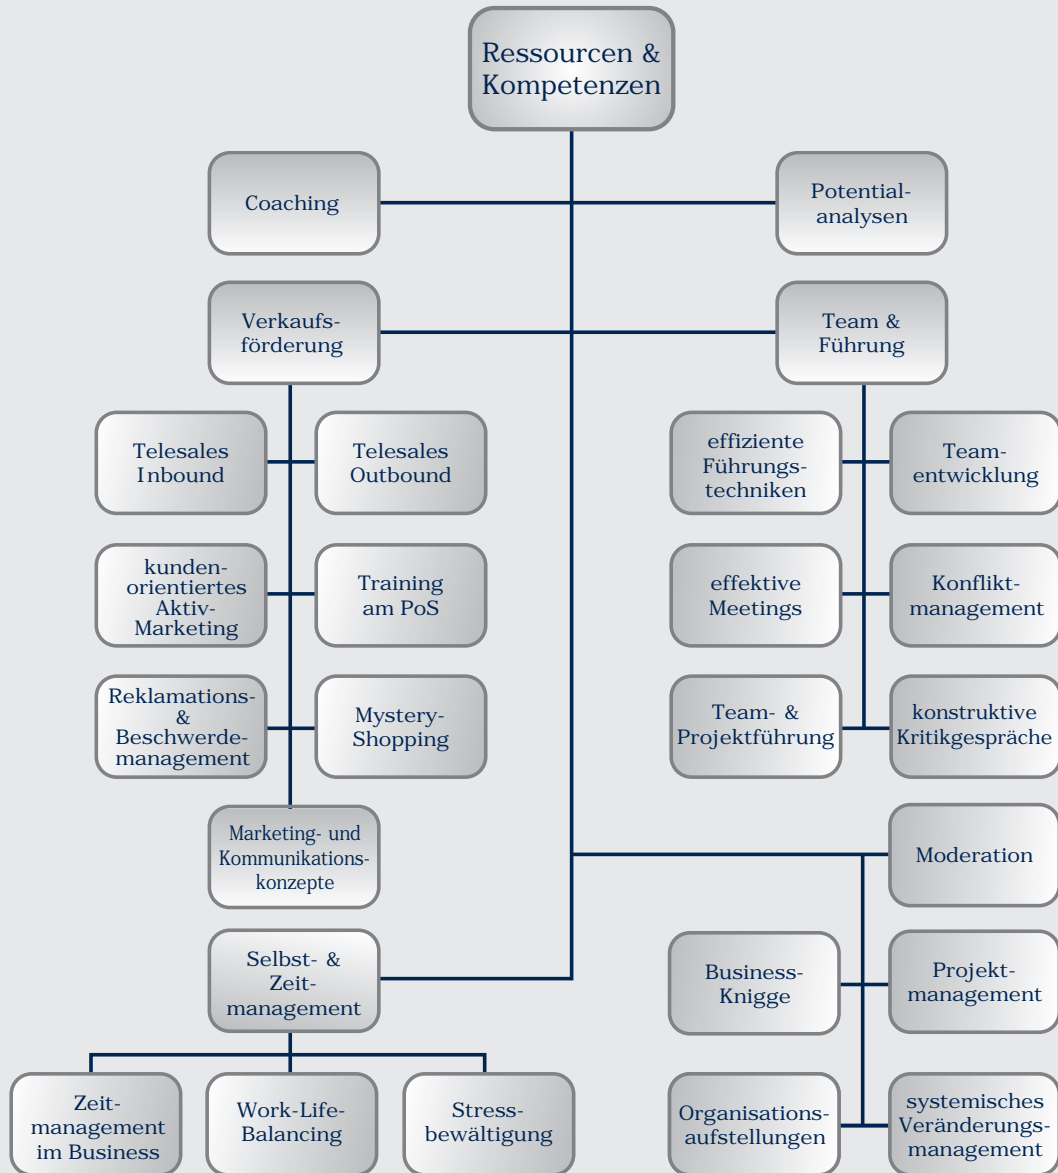 Ressourcen &
Kompetenzen
Coaching
Potential-
analysen
Verkaufs-
förderung
Team &
Führung
Telesales
Inbound
Telesales
Outbound
effiziente
Führungs-
techniken
Team-
entwicklung
kunden-
orientiertes
Aktiv-
Marketing
Training
am PoS
effektive
Meetings
Konflikt-
management
Reklamations-
&
Beschwerde-
management
Mystery-
Shopping
Team- &
Projektführung
konstruktive
Kritikgespräche
Marketing- und
Kommunikations-
konzepte
Moderation
Selbst- &
Zeit-
management
Business-
Knigge
Projekt-
management
Zeit-
management
im Business
Work-Life-
Balancing
Stress-
bewältigung
Organisations-
aufstellungen
systemisches
Veränderungs-
management